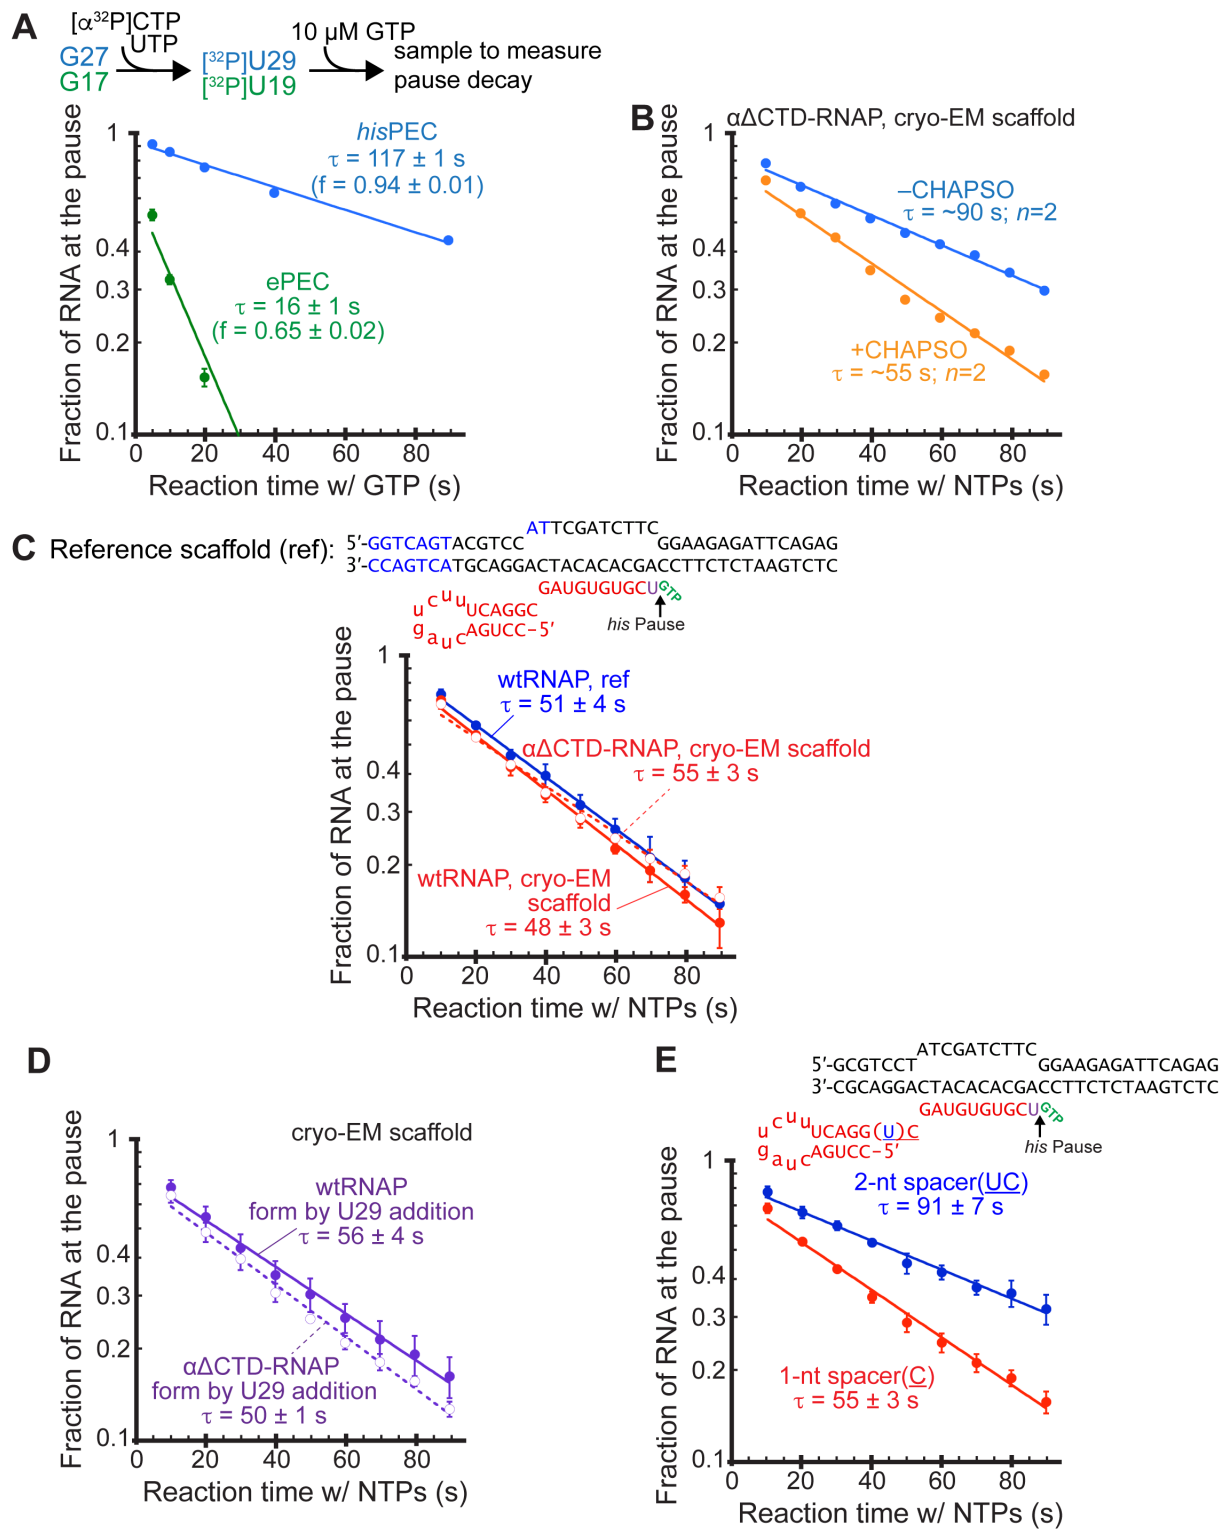 A
[α³²P]CTP
UTP
10 µM GTP
G27
G17
[³²P]U29
[³²P]U19
sample to measure
pause decay
Fraction of RNA at the pause
1
0.4
0.3
0.2
0.1
hisPEC
τ = 117 ± 1 s
(f = 0.94 ± 0.01)
ePEC
τ = 16 ± 1 s
(f = 0.65 ± 0.02)
0 20 40 60 80
Reaction time w/ GTP (s)
B
αΔCTD-RNAP, cryo-EM scaffold
Fraction of RNA at the pause
1
0.4
0.3
0.2
0.1
–CHAPSO
τ = ~90 s; n=2
+CHAPSO
τ = ~55 s; n=2
0 20 40 60 80
Reaction time w/ NTPs (s)
C
Reference scaffold (ref):
ATTCGATCTTC
5′-GGTCAGTACGTCC GGAAGAGATTCAGAG
3′-CCAGTCATGCAGGACTACACACGACCTTCTCTAAGTCTC
GAUGUGUGCUGTP
ucuuUCAGGC
gaucAGUCC-5′
his Pause
Fraction of RNA at the pause
1
0.4
0.3
0.2
0.1
wtRNAP, ref
τ = 51 ± 4 s
αΔCTD-RNAP, cryo-EM scaffold
τ = 55 ± 3 s
wtRNAP, cryo-EM
scaffold
τ = 48 ± 3 s
0 20 40 60 80
Reaction time w/ NTPs (s)
D
cryo-EM scaffold
Fraction of RNA at the pause
1
0.4
0.3
0.2
0.1
wtRNAP
form by U29 addition
τ = 56 ± 4 s
αΔCTD-RNAP
form by U29 addition
τ = 50 ± 1 s
0 20 40 60 80
Reaction time w/ NTPs (s)
E
ATCGATCTTC
5′-GCGTCCT GGAAGAGATTCAGAG
3′-CGCAGGACTACACACGACCTTCTCTAAGTCTC
GAUGUGUGCUGTP
ucuuUCAGG(U)C
gaucAGUCC-5′
his Pause
Fraction of RNA at the pause
1
0.4
0.3
0.2
0.1
2-nt spacer(UC)
τ = 91 ± 7 s
1-nt spacer(C)
τ = 55 ± 3 s
0 20 40 60 80
Reaction time w/ NTPs (s)